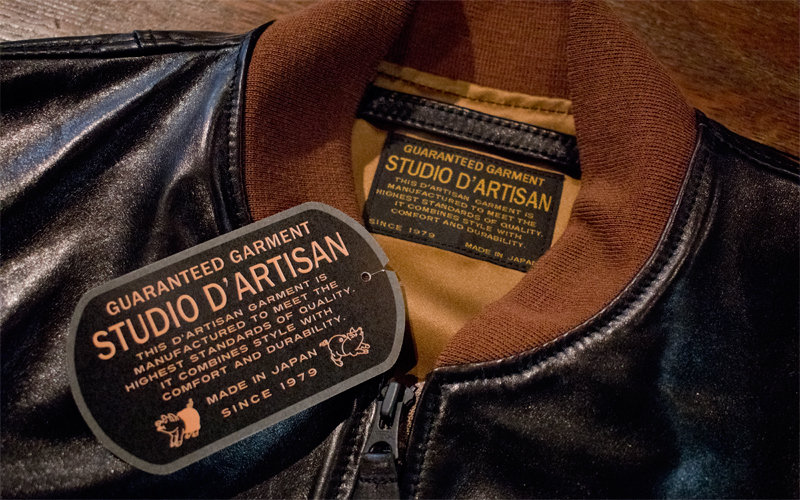 GUARANTEED GARMENT
STUDIO D'ARTISAN
THIS D'ARTISAN GARMENT IS
MANUFACTURED TO MEET THE
HIGHEST STANDARDS OF QUALITY.
IT COMBINES STYLE WITH
COMFORT AND DURABILITY.
SINCE 1979
MADE IN JAPAN
GUARANTEED GARMENT
STUDIO D'ARTISAN
THIS D'ARTISAN GARMENT IS
MANUFACTURED TO MEET THE
HIGHEST STANDARDS OF QUALITY.
IT COMBINES STYLE WITH
COMFORT AND DURABILITY.
MADE IN JAPAN
SINCE 1979